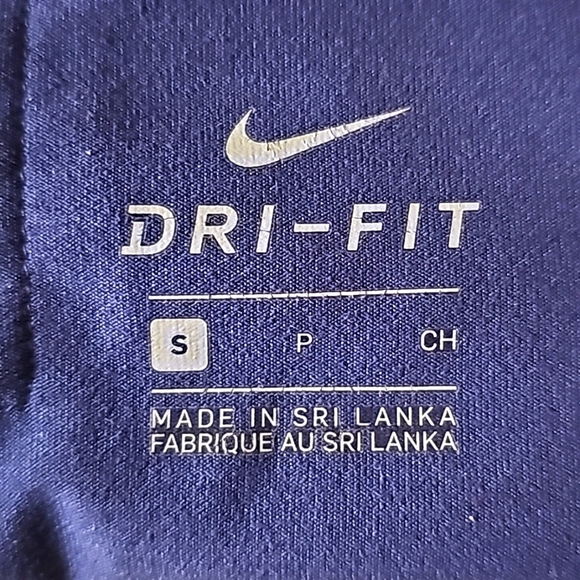 DRI-FIT
S P CH
MADE IN SRI LANKA
FABRIQUE AU SRI LANKA